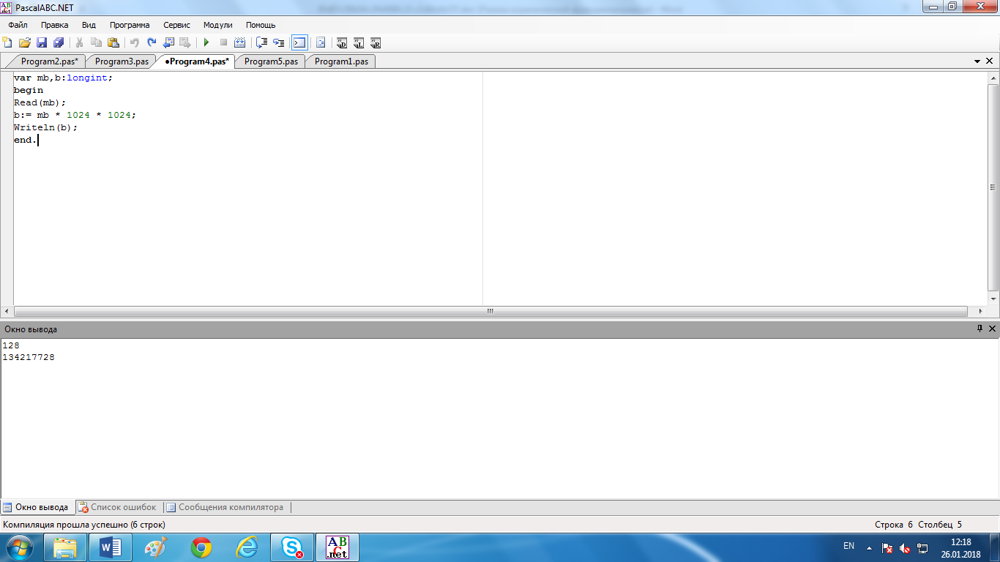 PascalABC.NET
Файл Правка Вид Программа Сервис Модули Помощь
Program2.pas* Program3.pas •Program4.pas* Program5.pas Program1.pas
var mb,b:longint;
begin
Read(mb);
b:= mb * 1024 * 1024;
Writeln(b);
end.
Окно вывода
128
134217728
Окно вывода Список ошибок Сообщения компилятора
Компиляция прошла успешно (6 строк) Строка 6 Столбец 5
EN 12:18
26.01.2018